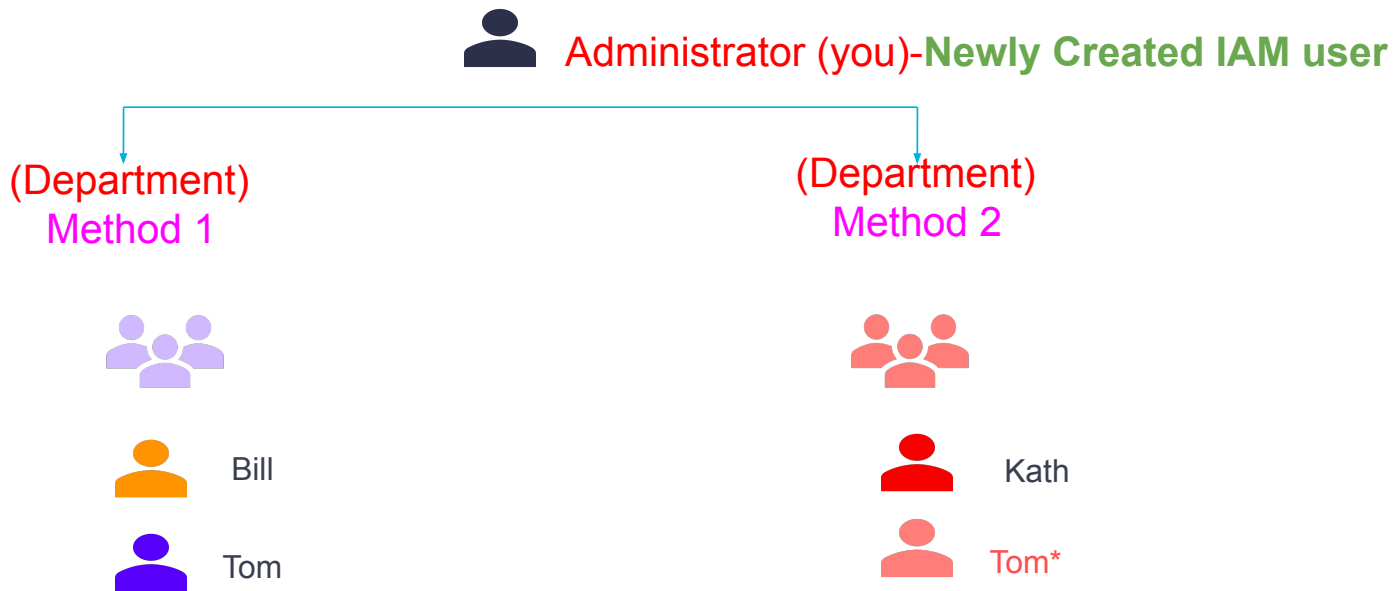 Administrator (you)-Newly Created IAM user
(Department)
Method 1
(Department)
Method 2
Bill
Kath
Tom
Tom*